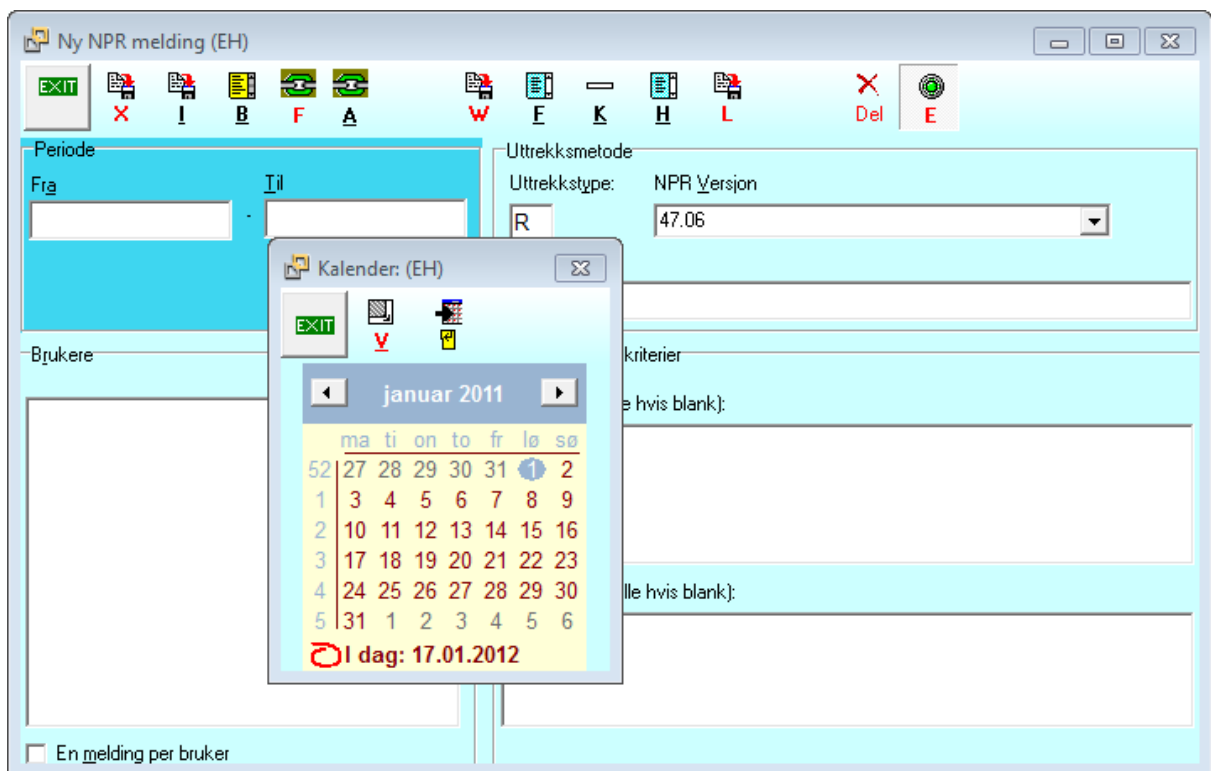 Ny NPR melding (EH)
EXIT X I B F A W F K H L Del E
Periode
Fra Til
-
Uttrekksmetode
Uttrekkstype: NPR Versjon
R 47.06
Kalender: (EH)
EXIT V
januar 2011
ma ti on to fr lø sø
52 27 28 29 30 31 1 2
1 3 4 5 6 7 8 9
2 10 11 12 13 14 15 16
3 17 18 19 20 21 22 23
4 24 25 26 27 28 29 30
5 31 1 2 3 4 5 6
I dag: 17.01.2012
Brukere
kriterier
e hvis blank):
lle hvis blank):
En melding per bruker